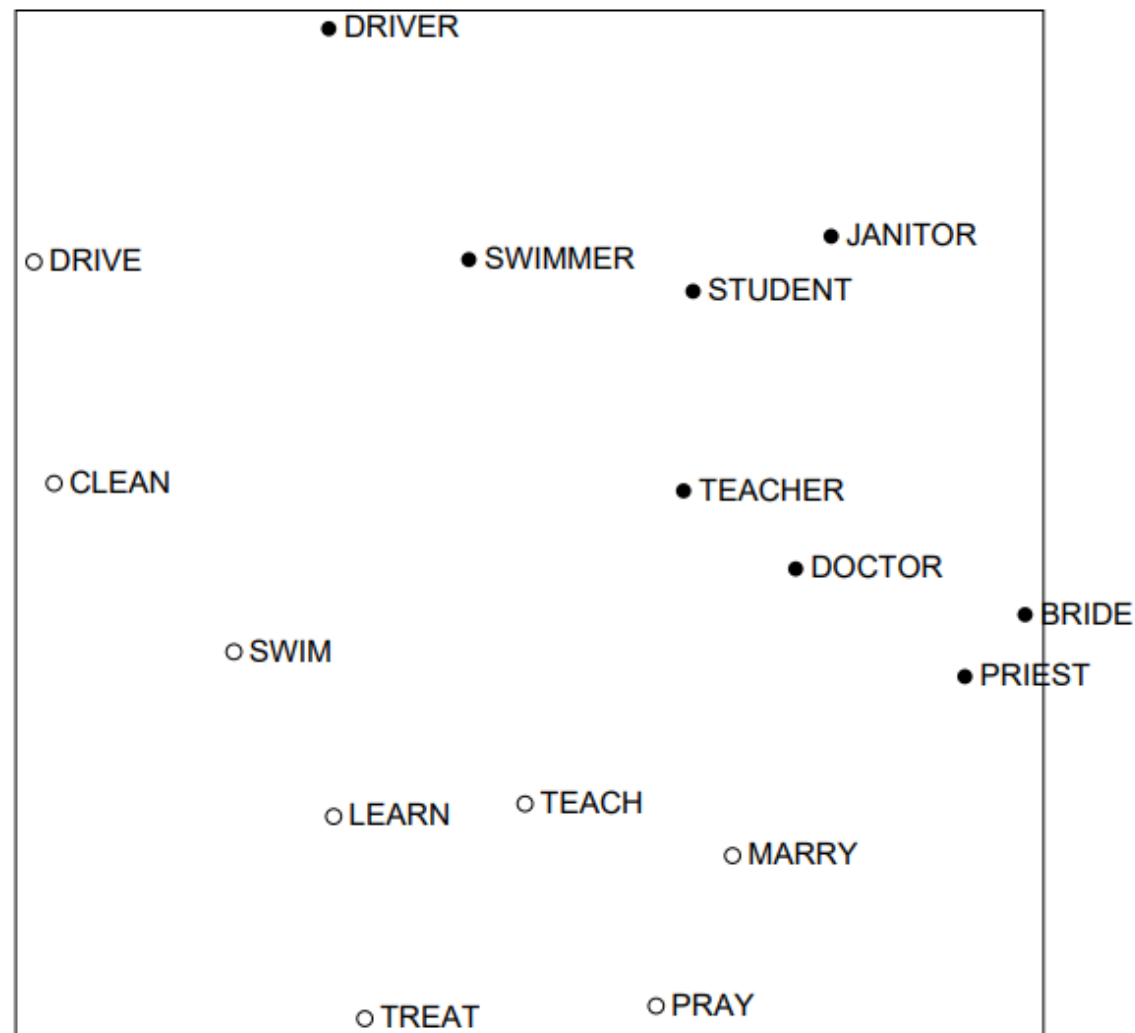 DRIVER
JANITOR
DRIVE
SWIMMER
STUDENT
CLEAN
TEACHER
DOCTOR
BRIDE
SWIM
PRIEST
TEACH
LEARN
MARRY
PRAY
TREAT